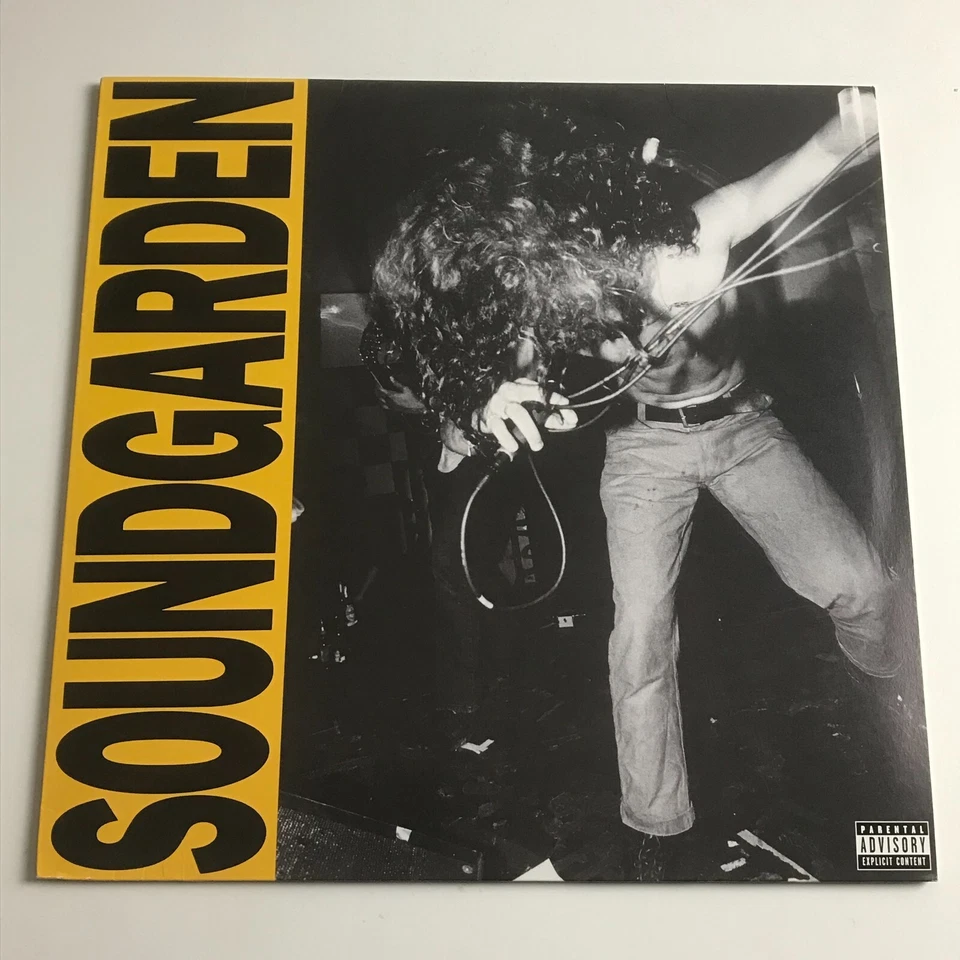 SOUNDGARDEN
PARENTAL
ADVISORY
EXPLICIT CONTENT